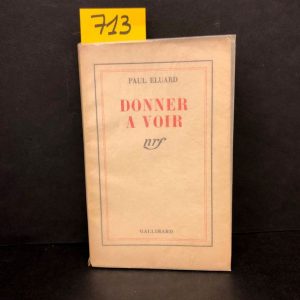 713
PAUL ELUARD
DONNER
A VOIR
nrf
GALLIMARD